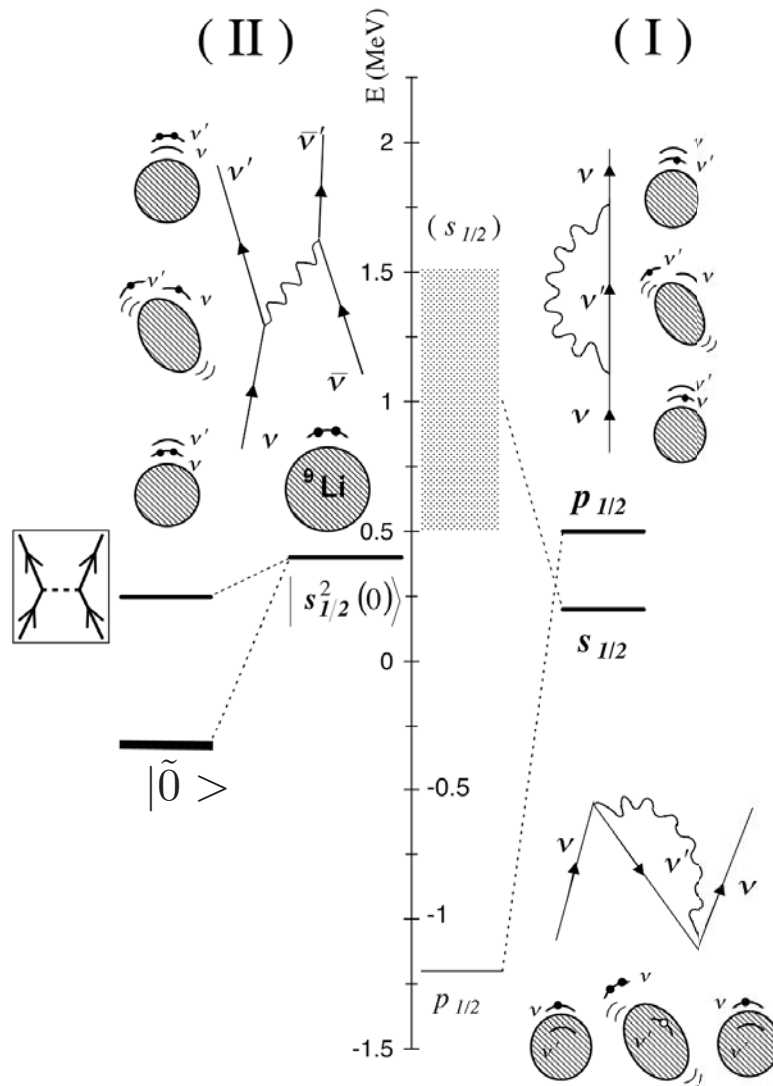 ( II )
E (MeV)
( I )
2
ν'
ν
ν'
ν̅'
ν
ν
ν'
( s 1/2 )
1.5
ν'
ν
ν'
ν'
ν
1
ν̅
ν
ν
ν'
ν
ν'
ν
⁹Li
p 1/2
0.5
| s²1/2 (0)⟩
s 1/2
0
|0̃ >
-0.5
ν
ν'
ν
-1
p 1/2
ν
ν
ν
ν'
ν'
ν'
-1.5